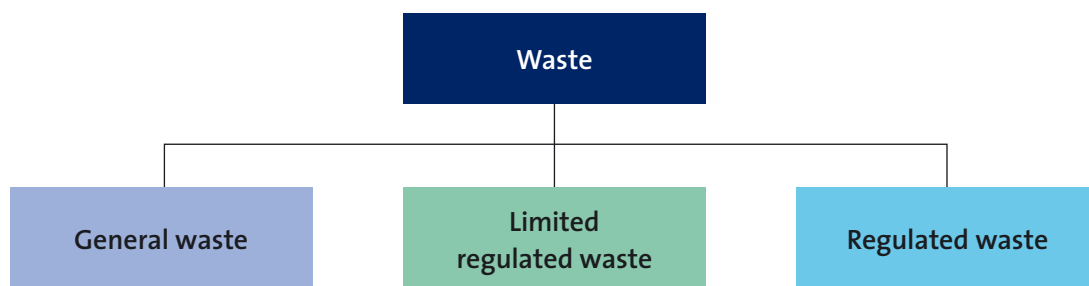 Waste
General waste
Limited
regulated waste
Regulated waste